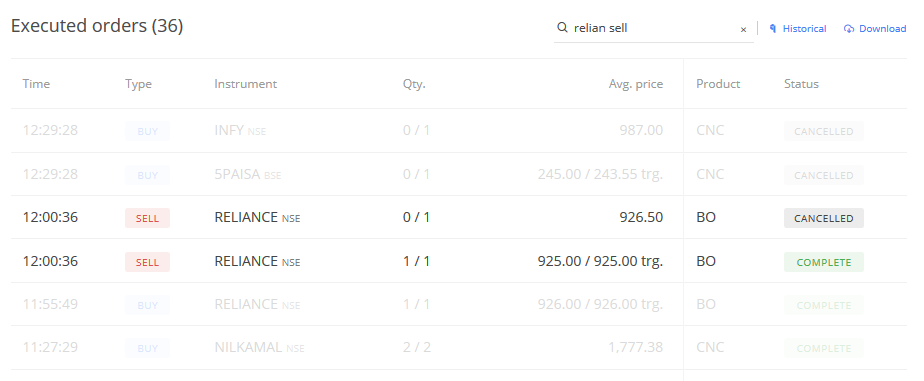 Executed orders (36) relian sell × Historical Download
Time Type Instrument Qty. Avg. price Product Status
12:29:28 BUY INFY NSE 0 / 1 987.00 CNC CANCELLED
12:29:28 BUY 5PAISA BSE 0 / 1 245.00 / 243.55 trg. CNC CANCELLED
12:00:36 SELL RELIANCE NSE 0 / 1 926.50 BO CANCELLED
12:00:36 SELL RELIANCE NSE 1 / 1 925.00 / 925.00 trg. BO COMPLETE
11:55:49 BUY RELIANCE NSE 1 / 1 926.00 / 926.00 trg. BO COMPLETE
11:27:29 BUY NILKAMAL NSE 2 / 2 1,777.38 CNC COMPLETE